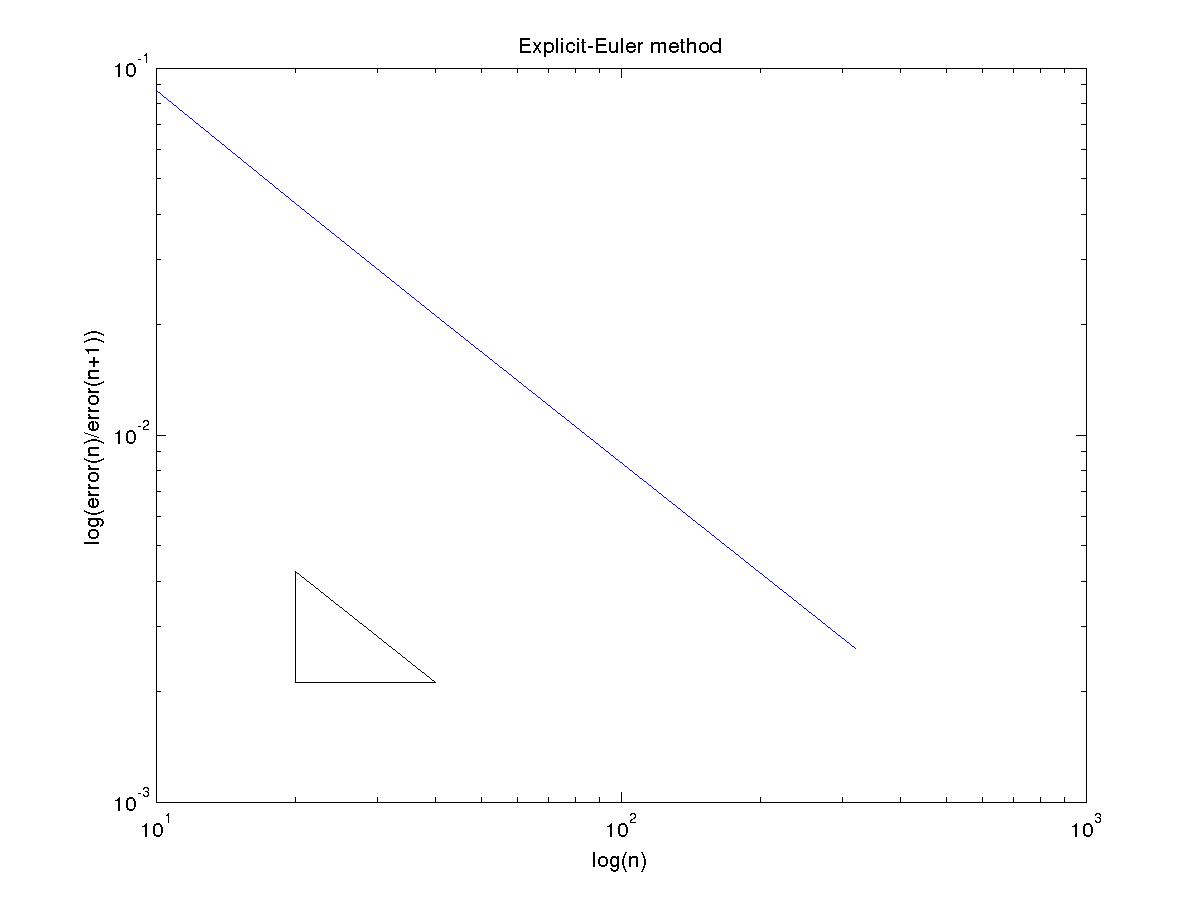 Explicit-Euler method
10^-1
10^-2
10^-3
log(error(n)/error(n+1))
10^1 10^2 10^3
log(n)